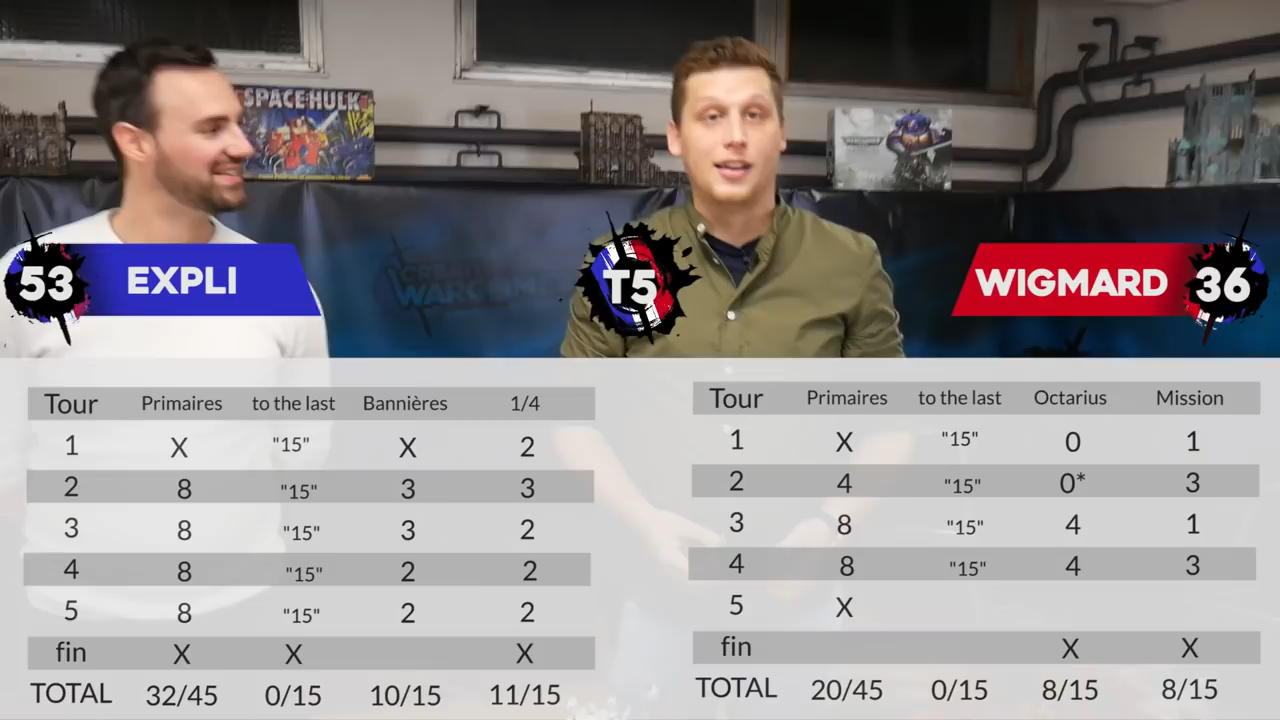 SPACE HULK
53 EXPLI T5 WIGMARD 36
Tour Primaires to the last Bannières 1/4
1 X "15" X 2
2 8 "15" 3 3
3 8 "15" 3 2
4 8 "15" 2 2
5 8 "15" 2 2
fin X X X
TOTAL 32/45 0/15 10/15 11/15
Tour Primaires to the last Octarius Mission
1 X "15" 0 1
2 4 "15" 0* 3
3 8 "15" 4 1
4 8 "15" 4 3
5 X
fin X X
TOTAL 20/45 0/15 8/15 8/15